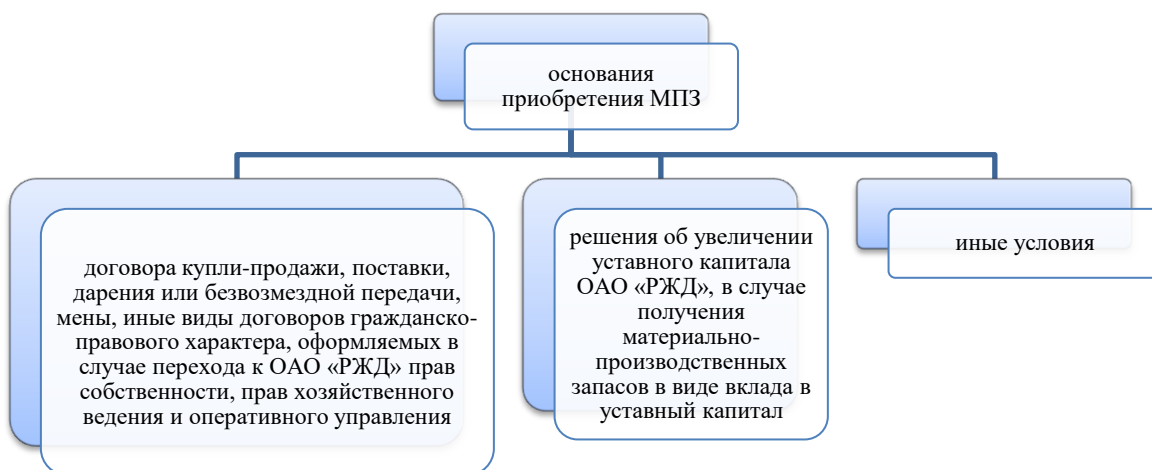 основания
приобретения МПЗ
договора купли-продажи, поставки,
дарения или безвозмездной передачи,
мены, иные виды договоров гражданско-
правового характера, оформляемых в
случае перехода к ОАО «РЖД» прав
собственности, прав хозяйственного
ведения и оперативного управления
решения об увеличении
уставного капитала
ОАО «РЖД», в случае
получения
материально-
производственных
запасов в виде вклада в
уставный капитал
иные условия